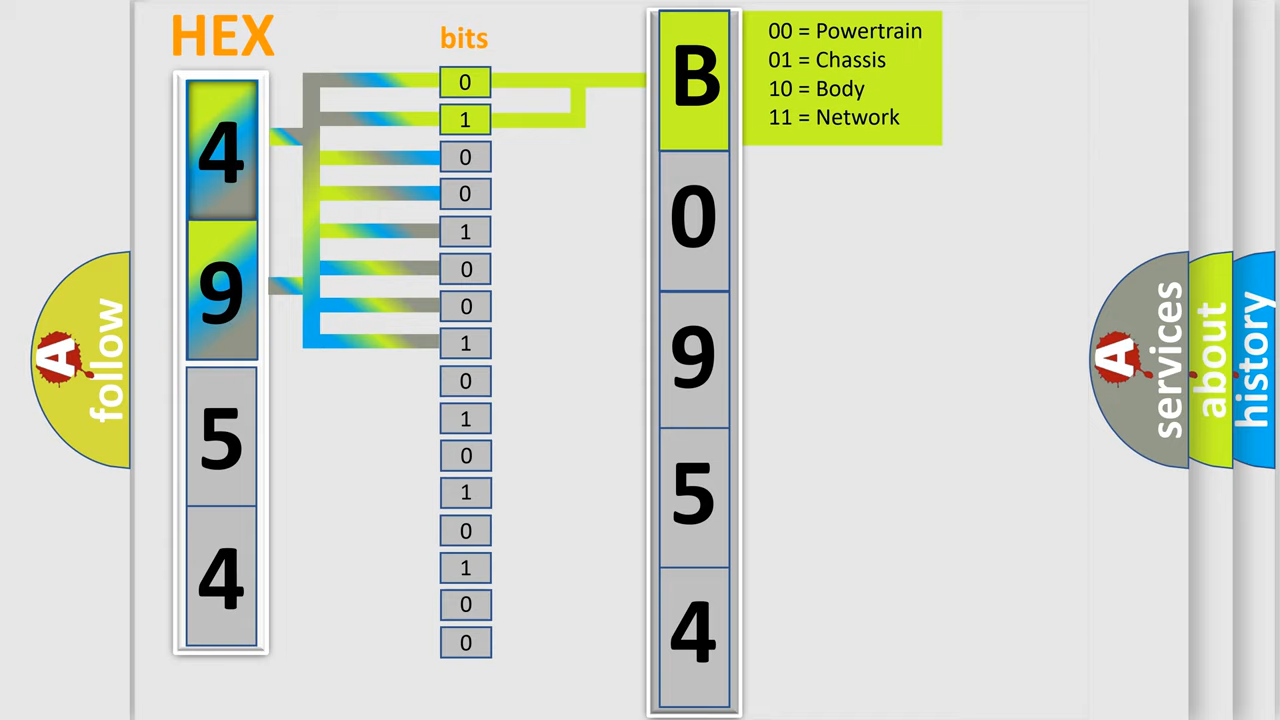 HEX
bits
4
9
5
4
0
1
0
0
1
0
0
1
0
1
0
1
0
1
0
0
B
0
9
5
4
00 = Powertrain
01 = Chassis
10 = Body
11 = Network
A
follow
A
services
about
history